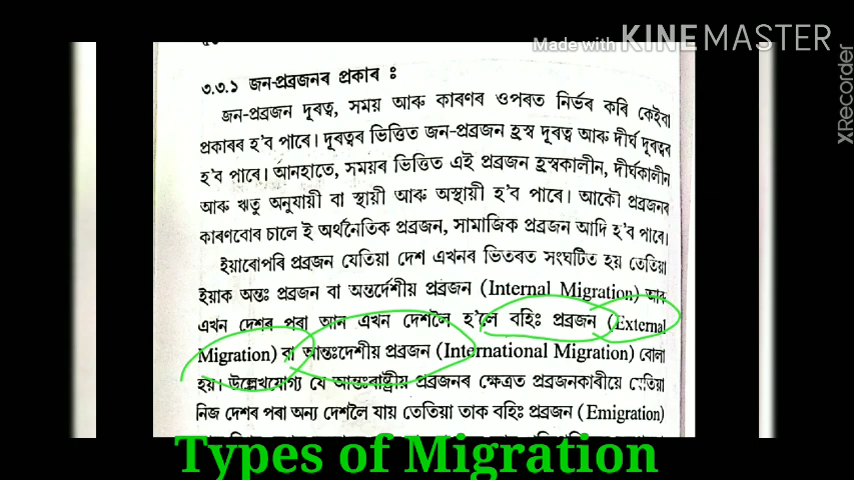 Made with KINEMASTER
XRecorder
৩.৩.১ জন-প্ৰব্ৰজনৰ প্ৰকাৰ ঃ
জন-প্ৰব্ৰজন দূৰত্ব, সময় আৰু কাৰণৰ ওপৰত নিৰ্ভৰ কৰি কেইবা
প্ৰকাৰৰ হ'ব পাৰে। দূৰত্বৰ ভিত্তিত জন-প্ৰব্ৰজন হ্ৰস্ব দূৰত্ব আৰু দীৰ্ঘ দূৰত্বৰ
হ'ব পাৰে। আনহাতে, সময়ৰ ভিত্তিত এই প্ৰব্ৰজন হ্ৰস্বকালীন, দীৰ্ঘকালীন
আৰু ঋতু অনুযায়ী বা স্থায়ী আৰু অস্থায়ী হ'ব পাৰে। আকৌ প্ৰব্ৰজনৰ
কাৰণবোৰ চালে ই অৰ্থনৈতিক প্ৰব্ৰজন, সামাজিক প্ৰব্ৰজন আদি হ'ব পাৰে।
ইয়াৰোপৰি প্ৰব্ৰজন যেতিয়া দেশ এখনৰ ভিতৰত সংঘটিত হয় তেতিয়া
ইয়াক অন্তঃ প্ৰব্ৰজন বা অন্তৰ্দেশীয় প্ৰব্ৰজন (Internal Migration) আৰু
এখন দেশৰ পৰা আন এখন দেশলৈ হ'লে বহিঃ প্ৰব্ৰজন (External
Migration) বা আন্তঃদেশীয় প্ৰব্ৰজন (International Migration) বোলা
হয়। উল্লেখযোগ্য যে আন্তঃৰাষ্ট্ৰীয় প্ৰব্ৰজনৰ ক্ষেত্ৰত প্ৰব্ৰজনকাৰীয়ে যেতিয়া
নিজ দেশৰ পৰা অন্য দেশলৈ যায় তেতিয়া তাক বহিঃ প্ৰব্ৰজন (Emigration)
Types of Migration